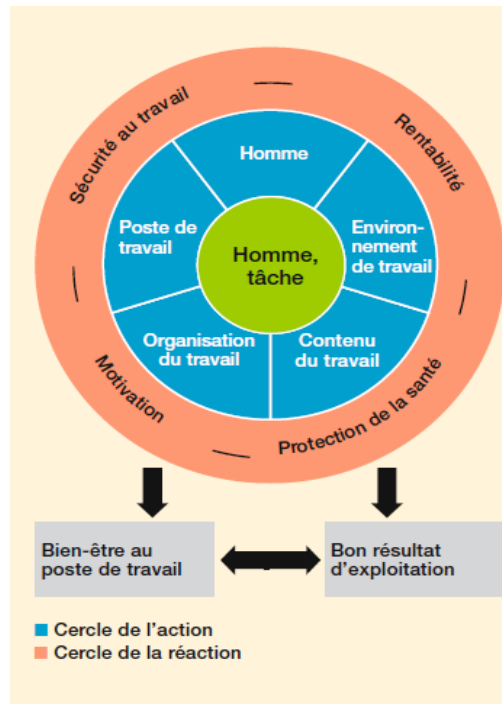 Sécurité au travail
Rentabilité
Homme
Poste de
travail
Environ-
nement
de travail
Homme,
tâche
Organisation
du travail
Contenu
du travail
Motivation
Protection de la santé
Bien-être au
poste de travail
Bon résultat
d'exploitation
Cercle de l'action
Cercle de la réaction